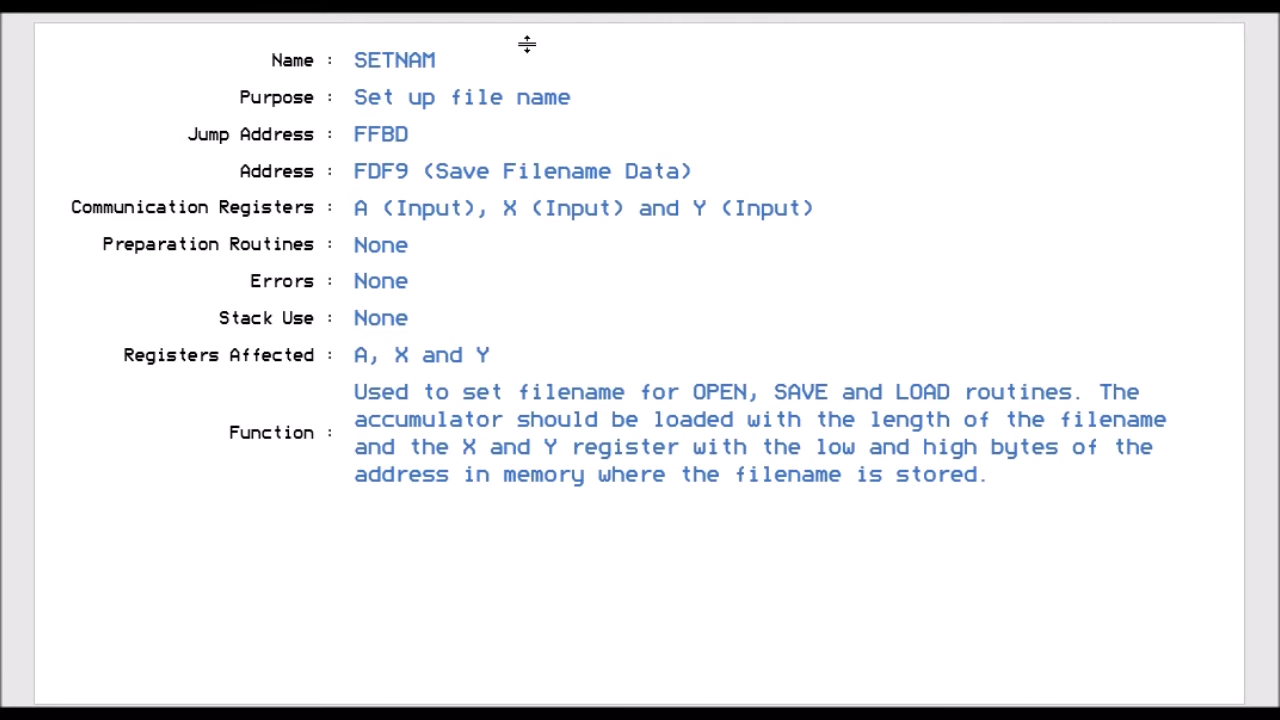 Name : SETNAM
Purpose : Set up file name
Jump Address : FFBD
Address : FDF9 (Save Filename Data)
Communication Registers : A (Input), X (Input) and Y (Input)
Preparation Routines : None
Errors : None
Stack Use : None
Registers Affected : A, X and Y
Function : Used to set filename for OPEN, SAVE and LOAD routines. The
accumulator should be loaded with the length of the filename
and the X and Y register with the low and high bytes of the
address in memory where the filename is stored.